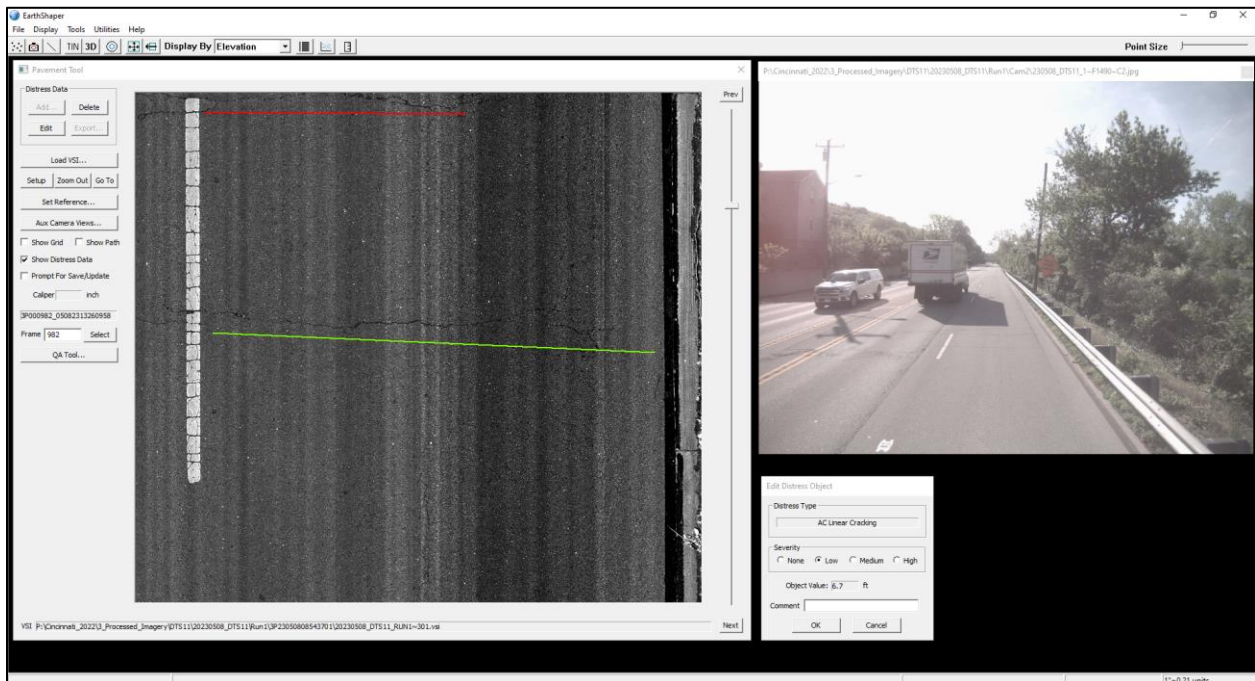 EarthShaper
File Display Tools Utilities Help
TIN 3D Display By Elevation Point Size
Pavement Tool
Distress Data
Add... Delete
Edit Export...
Load VSI...
Setup Zoom Out Go To
Set Reference...
Aux Camera Views...
Show Grid Show Path
Show Distress Data
Prompt For Save/Update
Caliper inch
3P000982_05082313260958
Frame 982 Select
QA Tool...
VSI P:\Cincinnati_2022\3_Processed_Imagery\DTS11\20230508_DTS11\Run1\3P23050808543701\20230508_DTS11_RUN1~301.vsi
Prev
Next
P:\Cincinnati_2022\3_Processed_Imagery\DTS11\20230508_DTS11\Run1\Cam2\230508_DTS11_1~F1490~C2.jpg
Edit Distress Object
Distress Type
AC Linear Cracking
Severity
None Low Medium High
Object Value: 6.7 ft
Comment
OK Cancel
1"=0.21 units